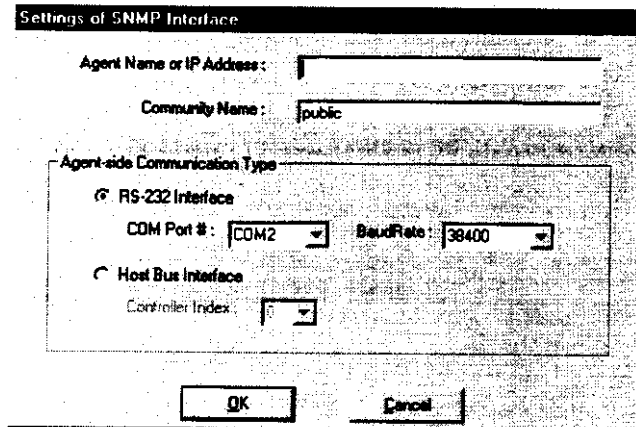 Settings of SNMP Interface
Agent Name or IP Address :
Community Name : public
Agent-side Communication Type
RS-232 Interface
COM Port # : COM2 BaudRate : 38400
Host Bus Interface
Controller Index 0
OK Cancel